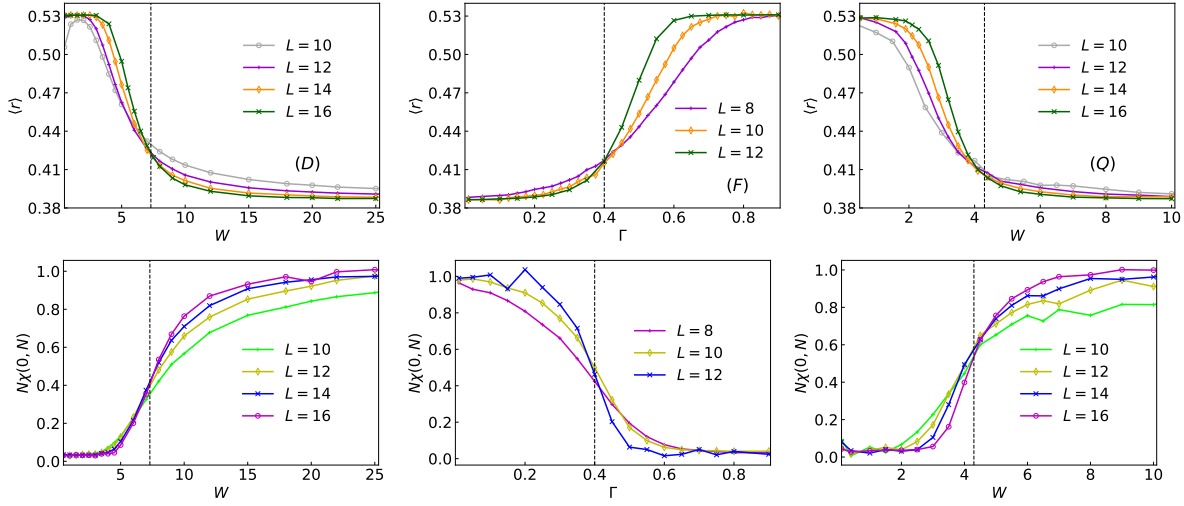 0.53
0.50
0.47
0.44
0.41
0.38
⟨r⟩
L = 10
L = 12
L = 14
L = 16
(D)
5 10 15 20 25
W
0.53
0.50
0.47
0.44
0.41
0.38
⟨r⟩
L = 8
L = 10
L = 12
(F)
0.2 0.4 0.6 0.8
Γ
0.53
0.50
0.47
0.44
0.41
0.38
⟨r⟩
L = 10
L = 12
L = 14
L = 16
(Q)
2 4 6 8 10
W
1.0
0.8
0.6
0.4
0.2
0.0
Nχ(0, N)
L = 10
L = 12
L = 14
L = 16
5 10 15 20 25
W
1.0
0.8
0.6
0.4
0.2
0.0
Nχ(0, N)
L = 8
L = 10
L = 12
0.2 0.4 0.6 0.8
Γ
1.0
0.8
0.6
0.4
0.2
0.0
Nχ(0, N)
L = 10
L = 12
L = 14
L = 16
2 4 6 8 10
W